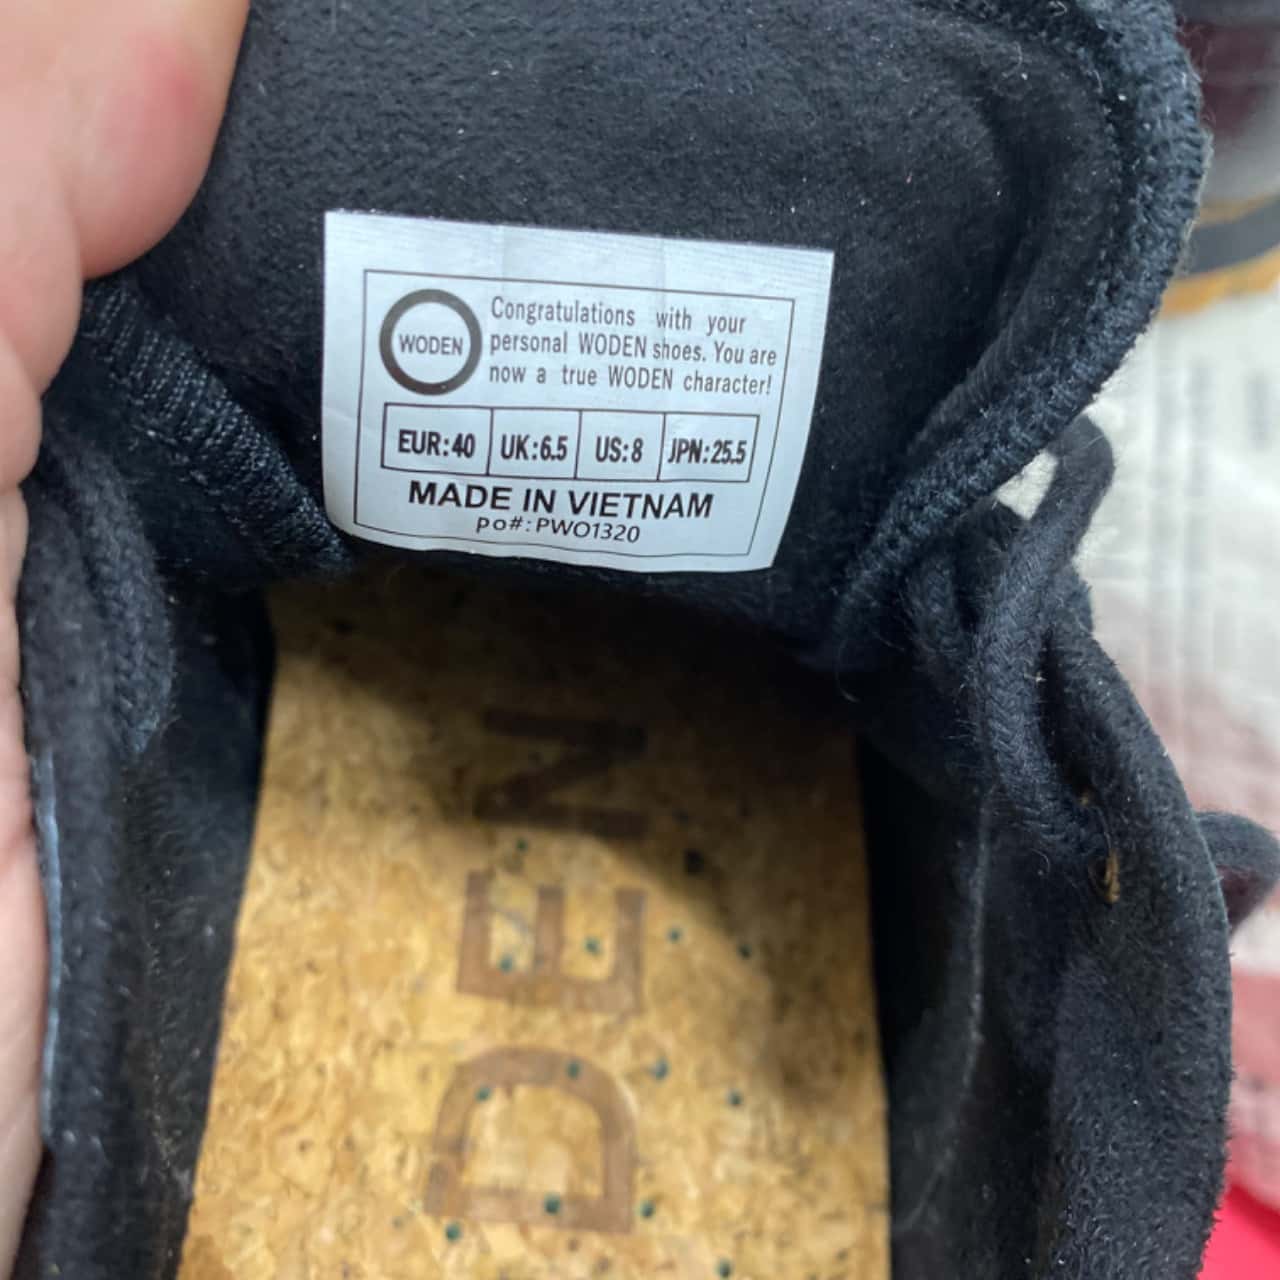 WODEN
Congratulations with your
personal WODEN shoes. You are
now a true WODEN character!
EUR:40 UK:6.5 US:8 JPN:25.5
MADE IN VIETNAM
po#:PWO1320
DEN